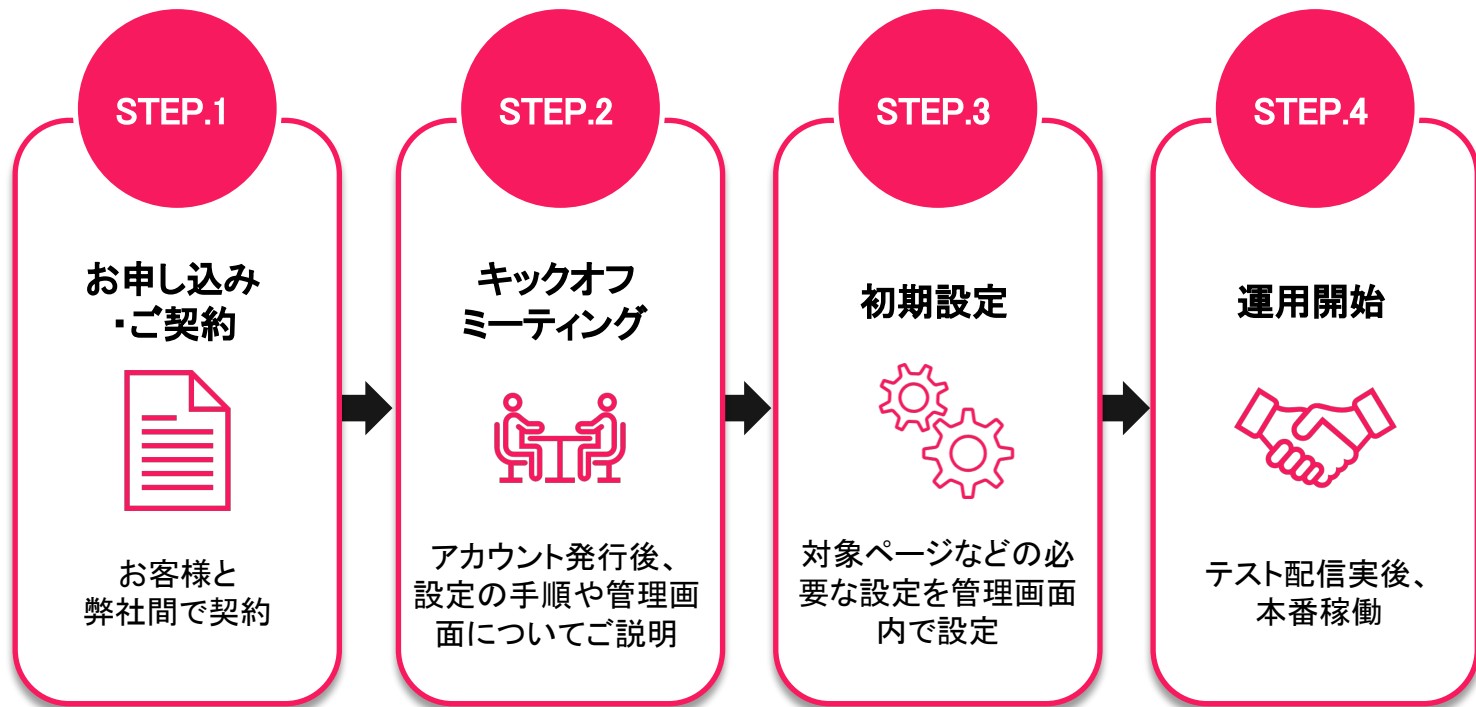 STEP.1
お申し込み
・ご契約
お客様と
弊社間で契約
STEP.2
キックオフ
ミーティング
アカウント発行後、
設定の手順や管理画
面についてご説明
STEP.3
初期設定
対象ページなどの必
要な設定を管理画面
内で設定
STEP.4
運用開始
テスト配信実後、
本番稼働